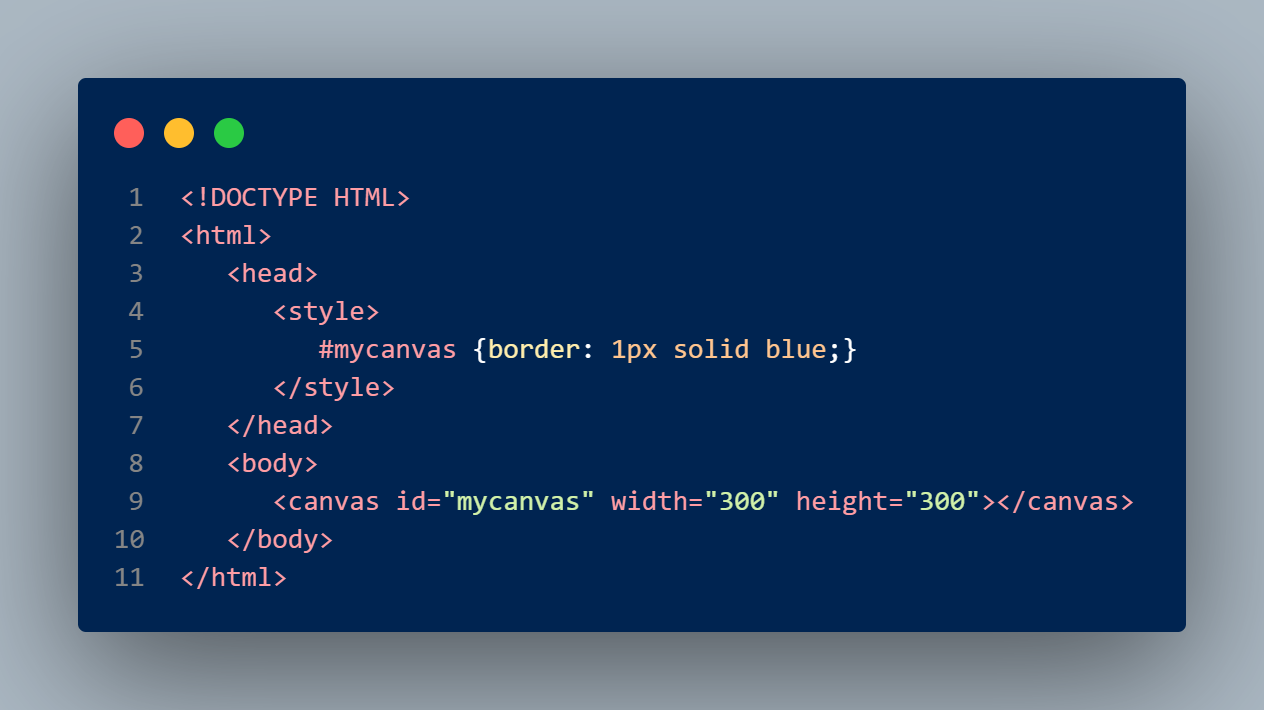 1 <!DOCTYPE HTML>
2 <html>
3    <head>
4       <style>
5          #mycanvas {border: 1px solid blue;}
6       </style>
7    </head>
8    <body>
9       <canvas id="mycanvas" width="300" height="300"></canvas>
10    </body>
11 </html>